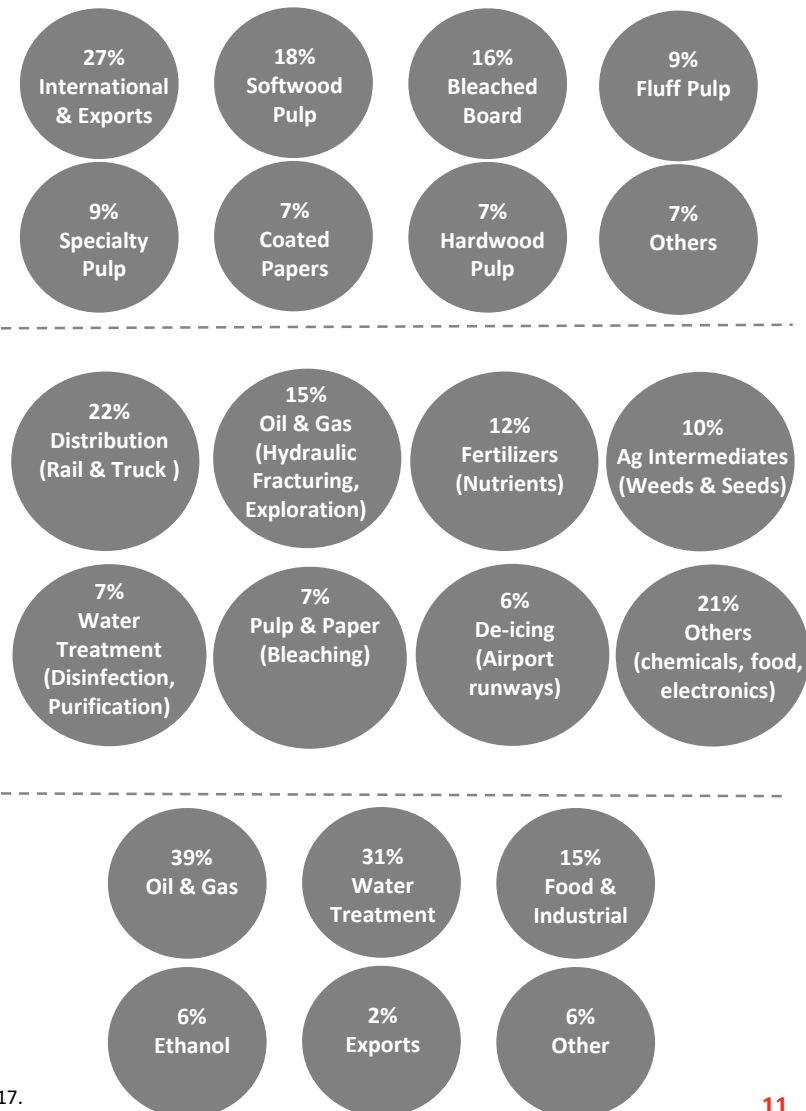 27%
International
& Exports
18%
Softwood
Pulp
16%
Bleached
Board
9%
Fluff Pulp
9%
Specialty
Pulp
7%
Coated
Papers
7%
Hardwood
Pulp
7%
Others
22%
Distribution
(Rail & Truck )
15%
Oil & Gas
(Hydraulic
Fracturing,
Exploration)
12%
Fertilizers
(Nutrients)
10%
Ag Intermediates
(Weeds & Seeds)
7%
Water
Treatment
(Disinfection,
Purification)
7%
Pulp & Paper
(Bleaching)
6%
De-icing
(Airport
runways)
21%
Others
(chemicals, food,
electronics)
39%
Oil & Gas
31%
Water
Treatment
15%
Food &
Industrial
6%
Ethanol
2%
Exports
6%
Other
17.
11